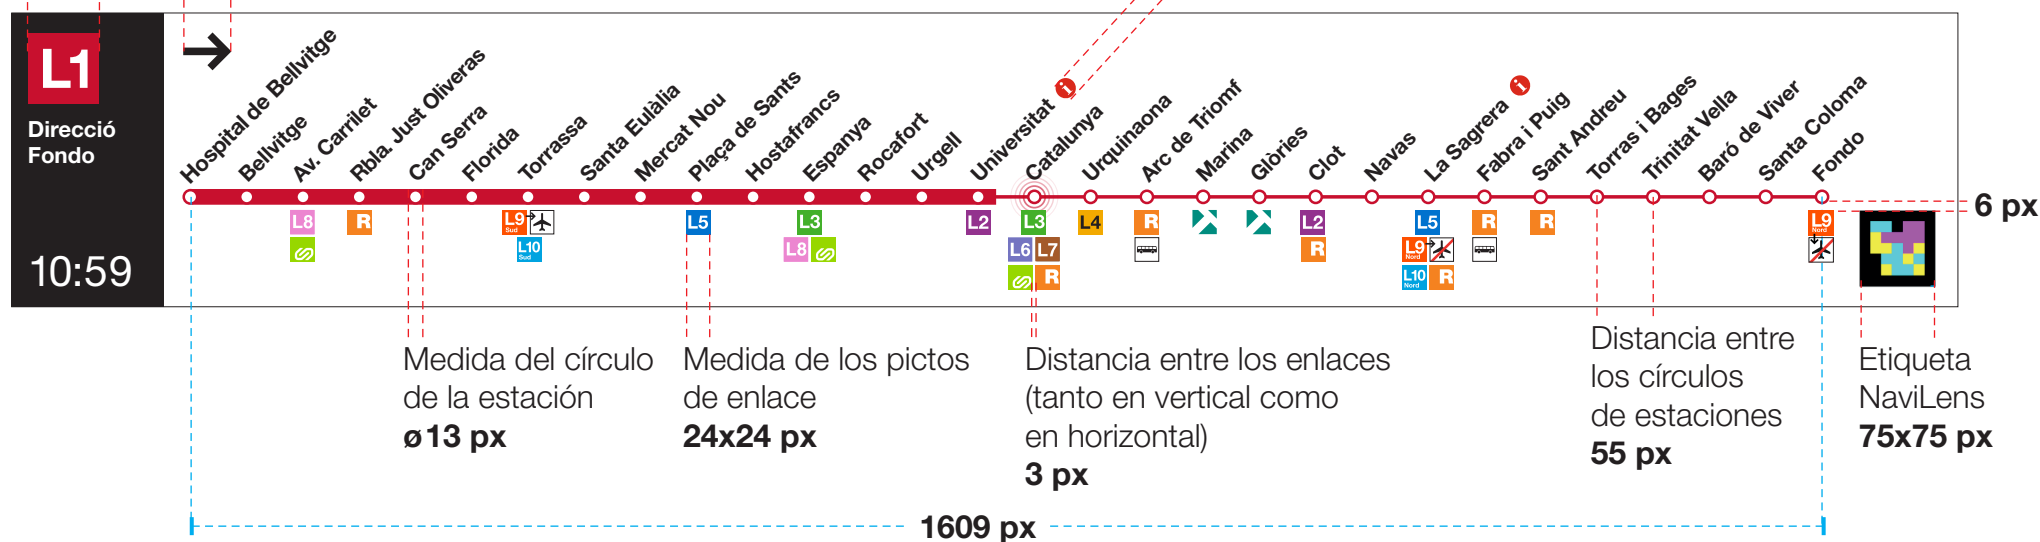 L1
Direcció
Fondo
10:59
Hospital de Bellvitge
Bellvitge
Av. Carrilet
Rbla. Just Oliveras
Can Serra
Florida
Torrassa
Santa Eulàlia
Mercat Nou
Plaça de Sants
Hostafrancs
Espanya
Rocafort
Urgell
Universitat i
Catalunya
Urquinaona
Arc de Triomf
Marina
Glòries
Clot
Navas
La Sagrera i
Fabra i Puig
Sant Andreu
Torras i Bages
Trinitat Vella
Baró de Viver
Santa Coloma
Fondo
L8 R L9 Sud L5 L3 L2 L3 L4 R L2 L5 R R L9 Nord
S L10 Sud L8 S L6 L7 R L9 Nord
S R L10 Nord R
6 px
Medida del círculo
de la estación
ø13 px
Medida de los pictos
de enlace
24x24 px
Distancia entre los enlaces
(tanto en vertical como
en horizontal)
3 px
Distancia entre
los círculos
de estaciones
55 px
Etiqueta
NaviLens
75x75 px
1609 px